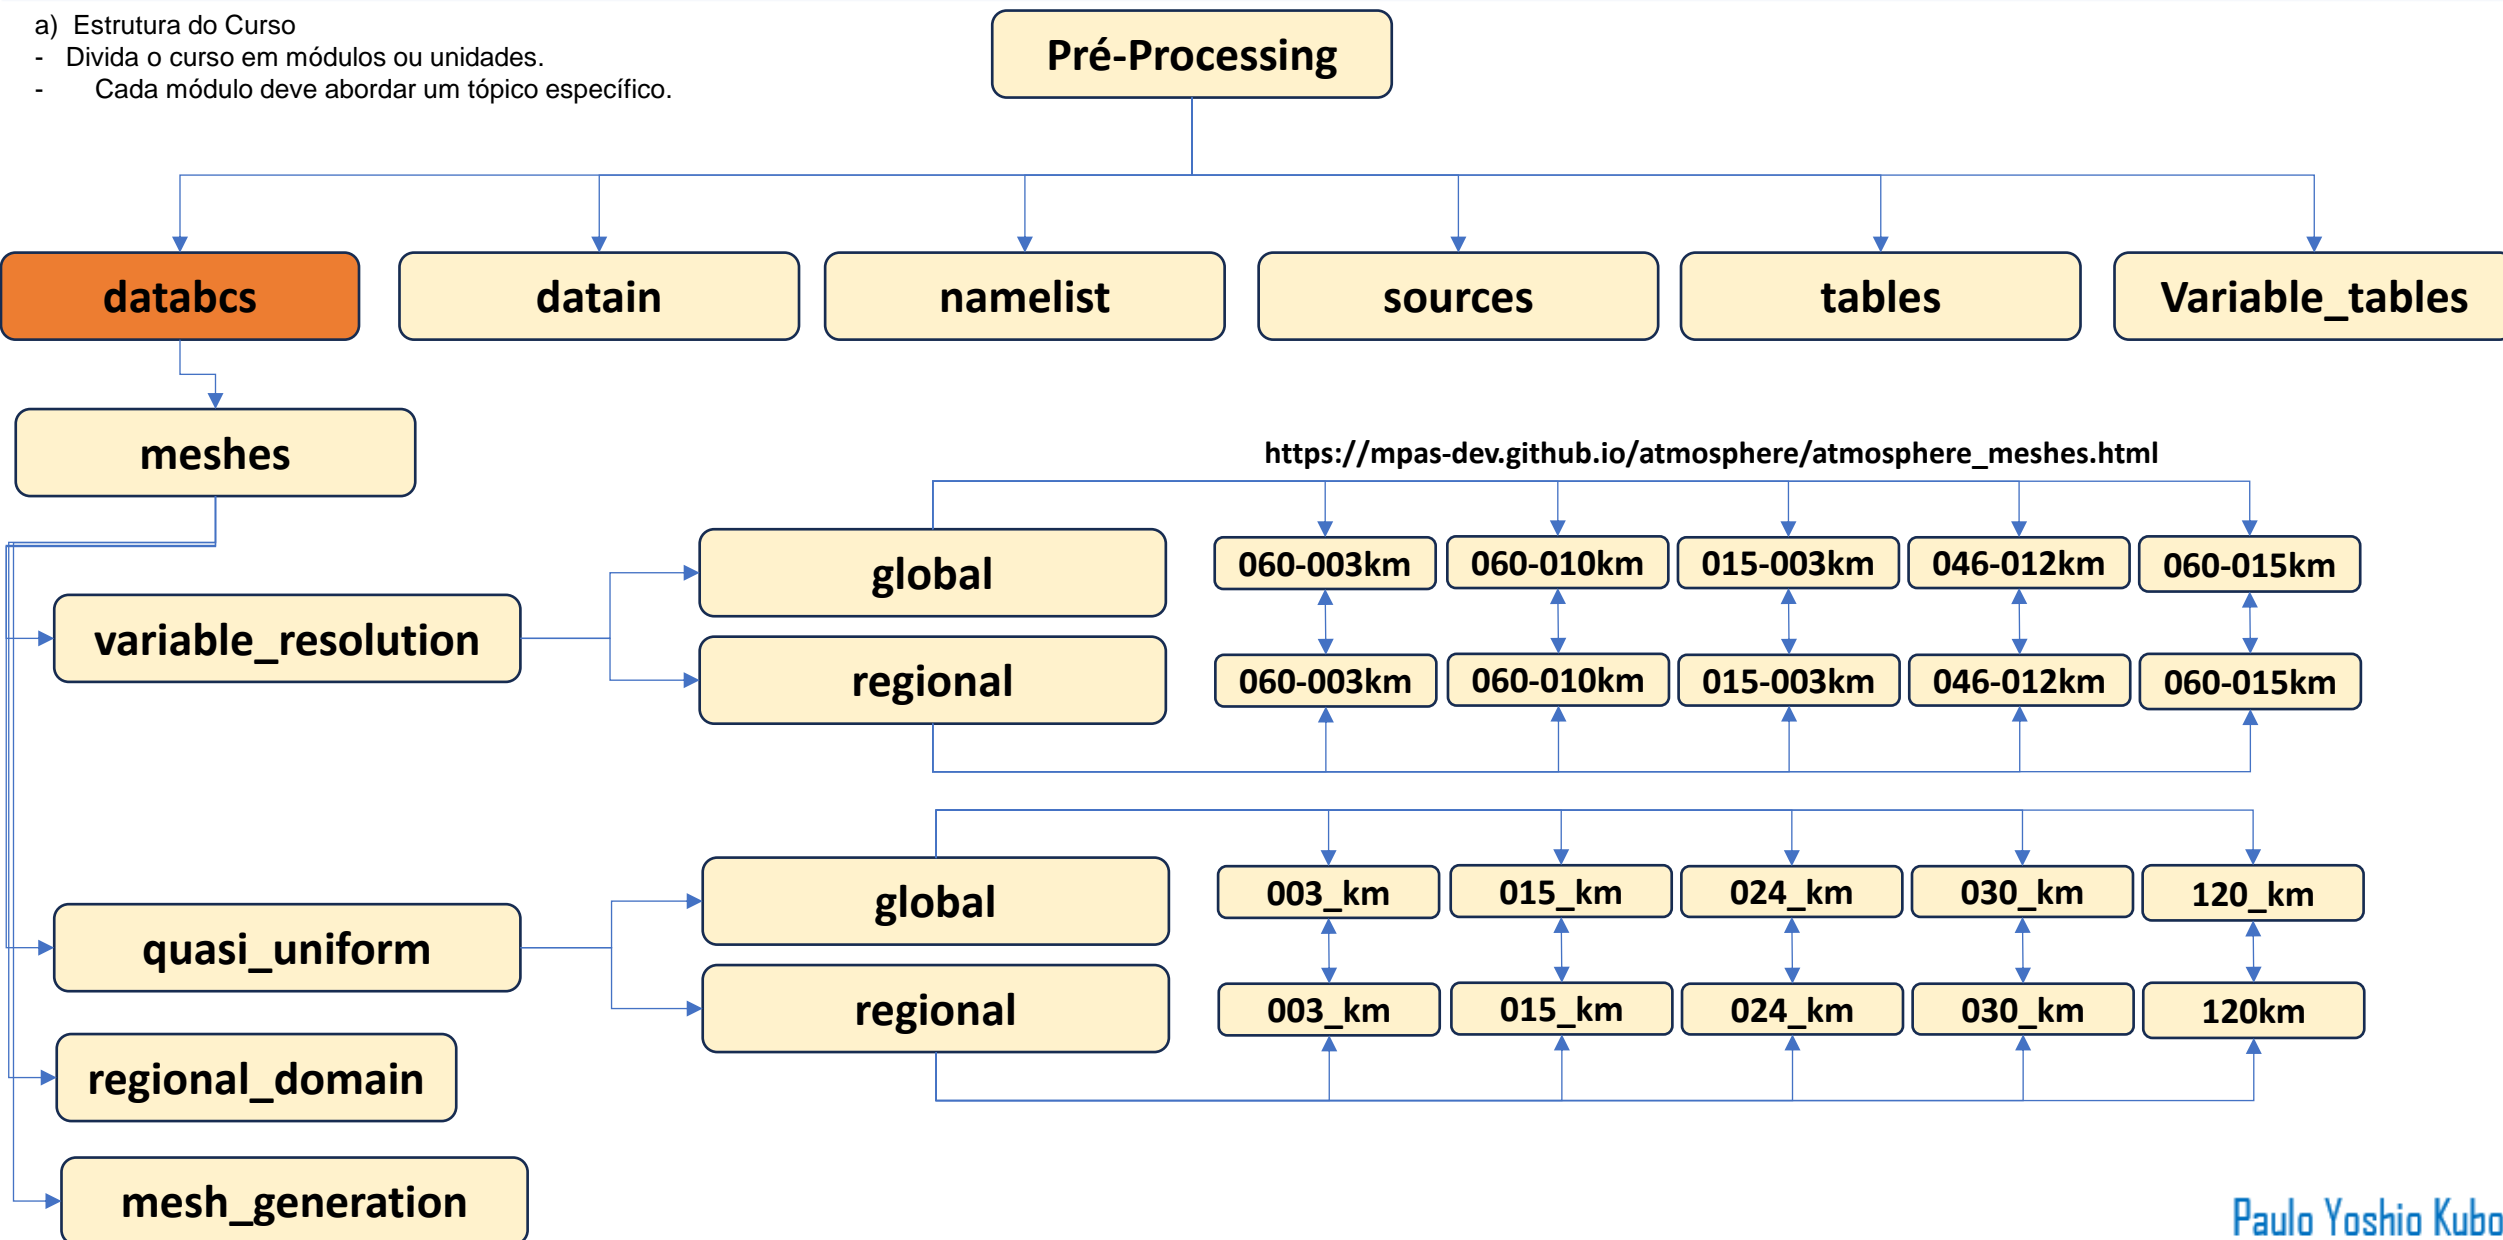 a) Estrutura do Curso
- Divida o curso em módulos ou unidades.
- Cada módulo deve abordar um tópico específico.
Pré-Processing
databcs
datain
namelist
sources
tables
Variable_tables
meshes
https://mpas-dev.github.io/atmosphere/atmosphere_meshes.html
variable_resolution
global
060-003km
060-010km
015-003km
046-012km
060-015km
regional
060-003km
060-010km
015-003km
046-012km
060-015km
quasi_uniform
global
003_km
015_km
024_km
030_km
120_km
regional
003_km
015_km
024_km
030_km
120km
regional_domain
mesh_generation
Paulo Yoshio Kubo